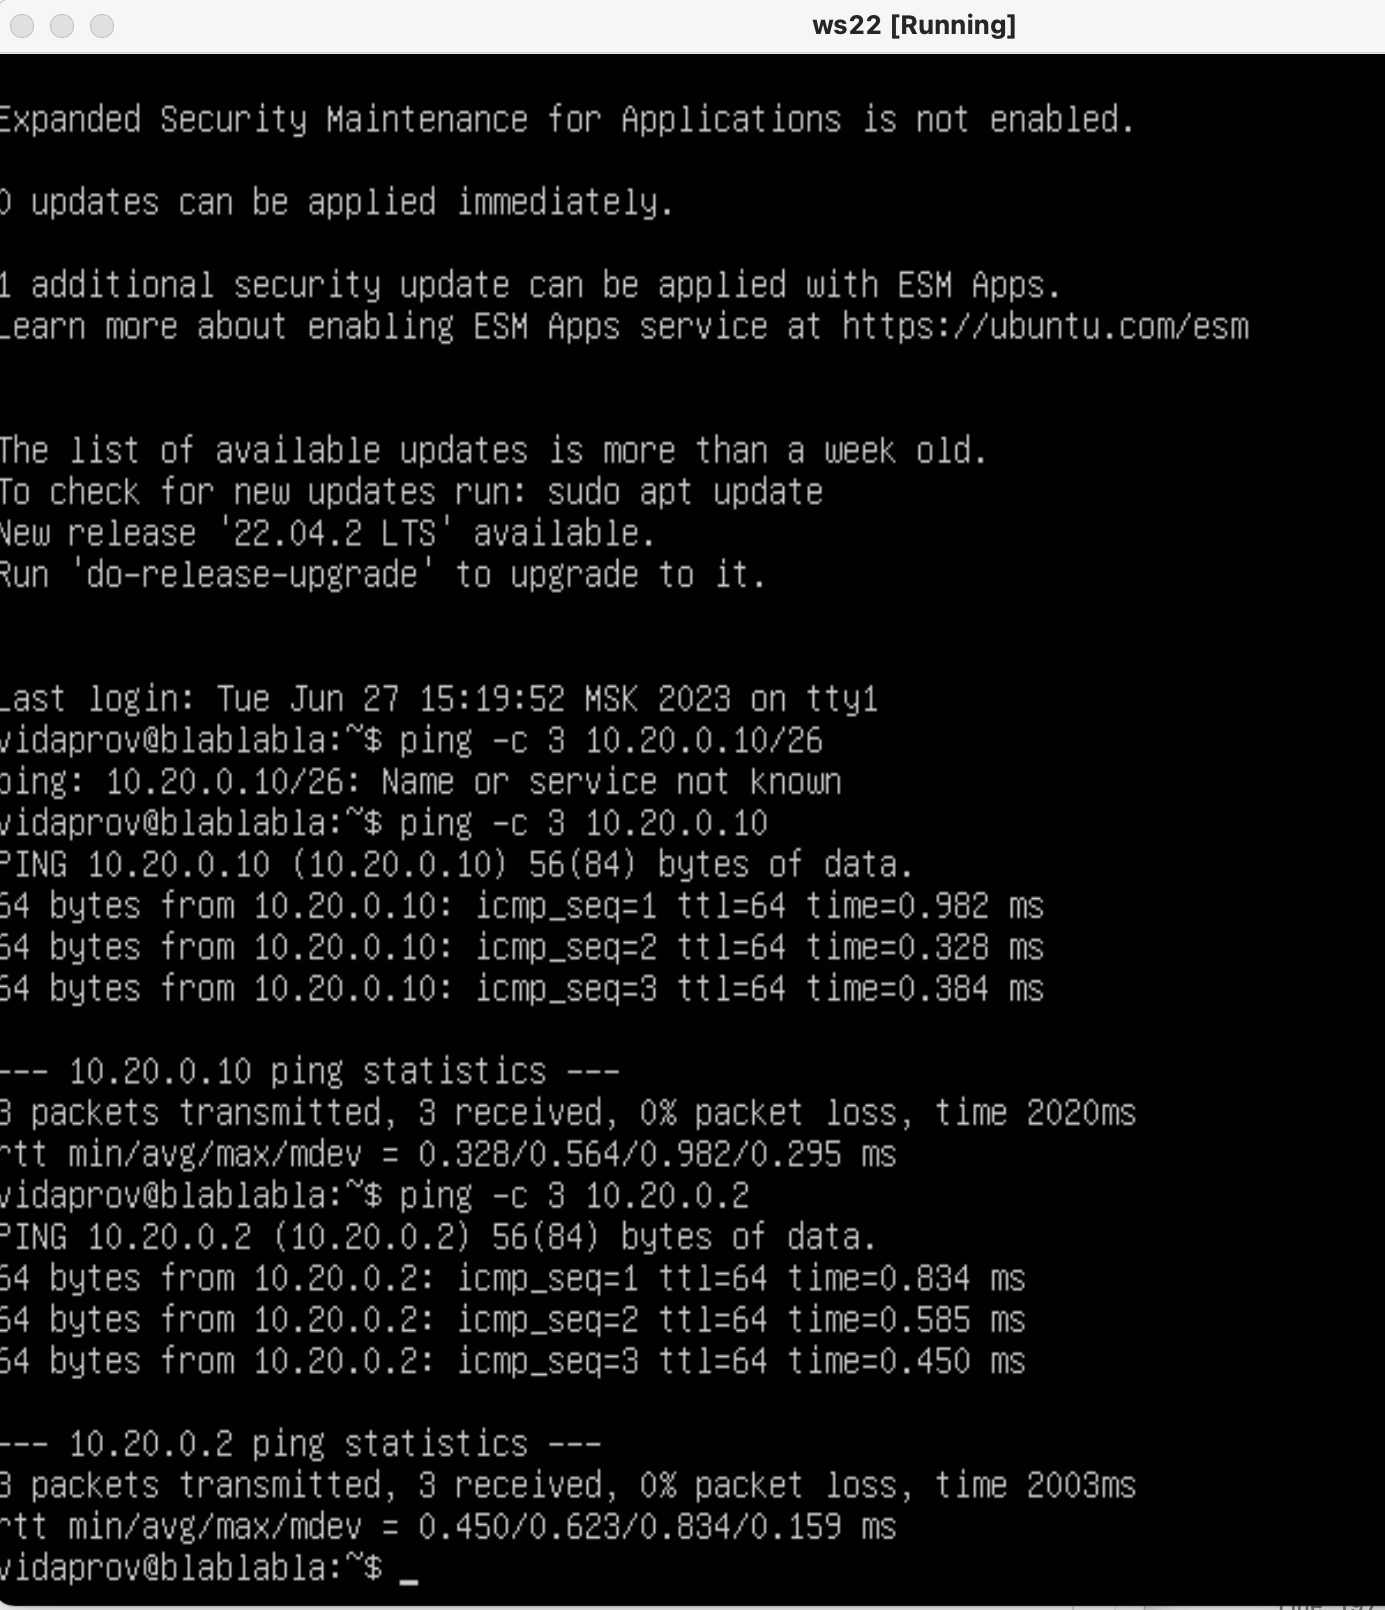 ws22 [Running]
Expanded Security Maintenance for Applications is not enabled.
0 updates can be applied immediately.
1 additional security update can be applied with ESM Apps.
Learn more about enabling ESM Apps service at https://ubuntu.com/esm
The list of available updates is more than a week old.
To check for new updates run: sudo apt update
New release '22.04.2 LTS' available.
Run 'do-release-upgrade' to upgrade to it.
Last login: Tue Jun 27 15:19:52 MSK 2023 on tty1
vidaprov@blablabla:~$ ping -c 3 10.20.0.10/26
ping: 10.20.0.10/26: Name or service not known
vidaprov@blablabla:~$ ping -c 3 10.20.0.10
PING 10.20.0.10 (10.20.0.10) 56(84) bytes of data.
64 bytes from 10.20.0.10: icmp_seq=1 ttl=64 time=0.982 ms
64 bytes from 10.20.0.10: icmp_seq=2 ttl=64 time=0.328 ms
64 bytes from 10.20.0.10: icmp_seq=3 ttl=64 time=0.384 ms
--- 10.20.0.10 ping statistics ---
3 packets transmitted, 3 received, 0% packet loss, time 2020ms
rtt min/avg/max/mdev = 0.328/0.564/0.982/0.295 ms
vidaprov@blablabla:~$ ping -c 3 10.20.0.2
PING 10.20.0.2 (10.20.0.2) 56(84) bytes of data.
64 bytes from 10.20.0.2: icmp_seq=1 ttl=64 time=0.834 ms
64 bytes from 10.20.0.2: icmp_seq=2 ttl=64 time=0.585 ms
64 bytes from 10.20.0.2: icmp_seq=3 ttl=64 time=0.450 ms
--- 10.20.0.2 ping statistics ---
3 packets transmitted, 3 received, 0% packet loss, time 2003ms
rtt min/avg/max/mdev = 0.450/0.623/0.834/0.159 ms
vidaprov@blablabla:~$ _